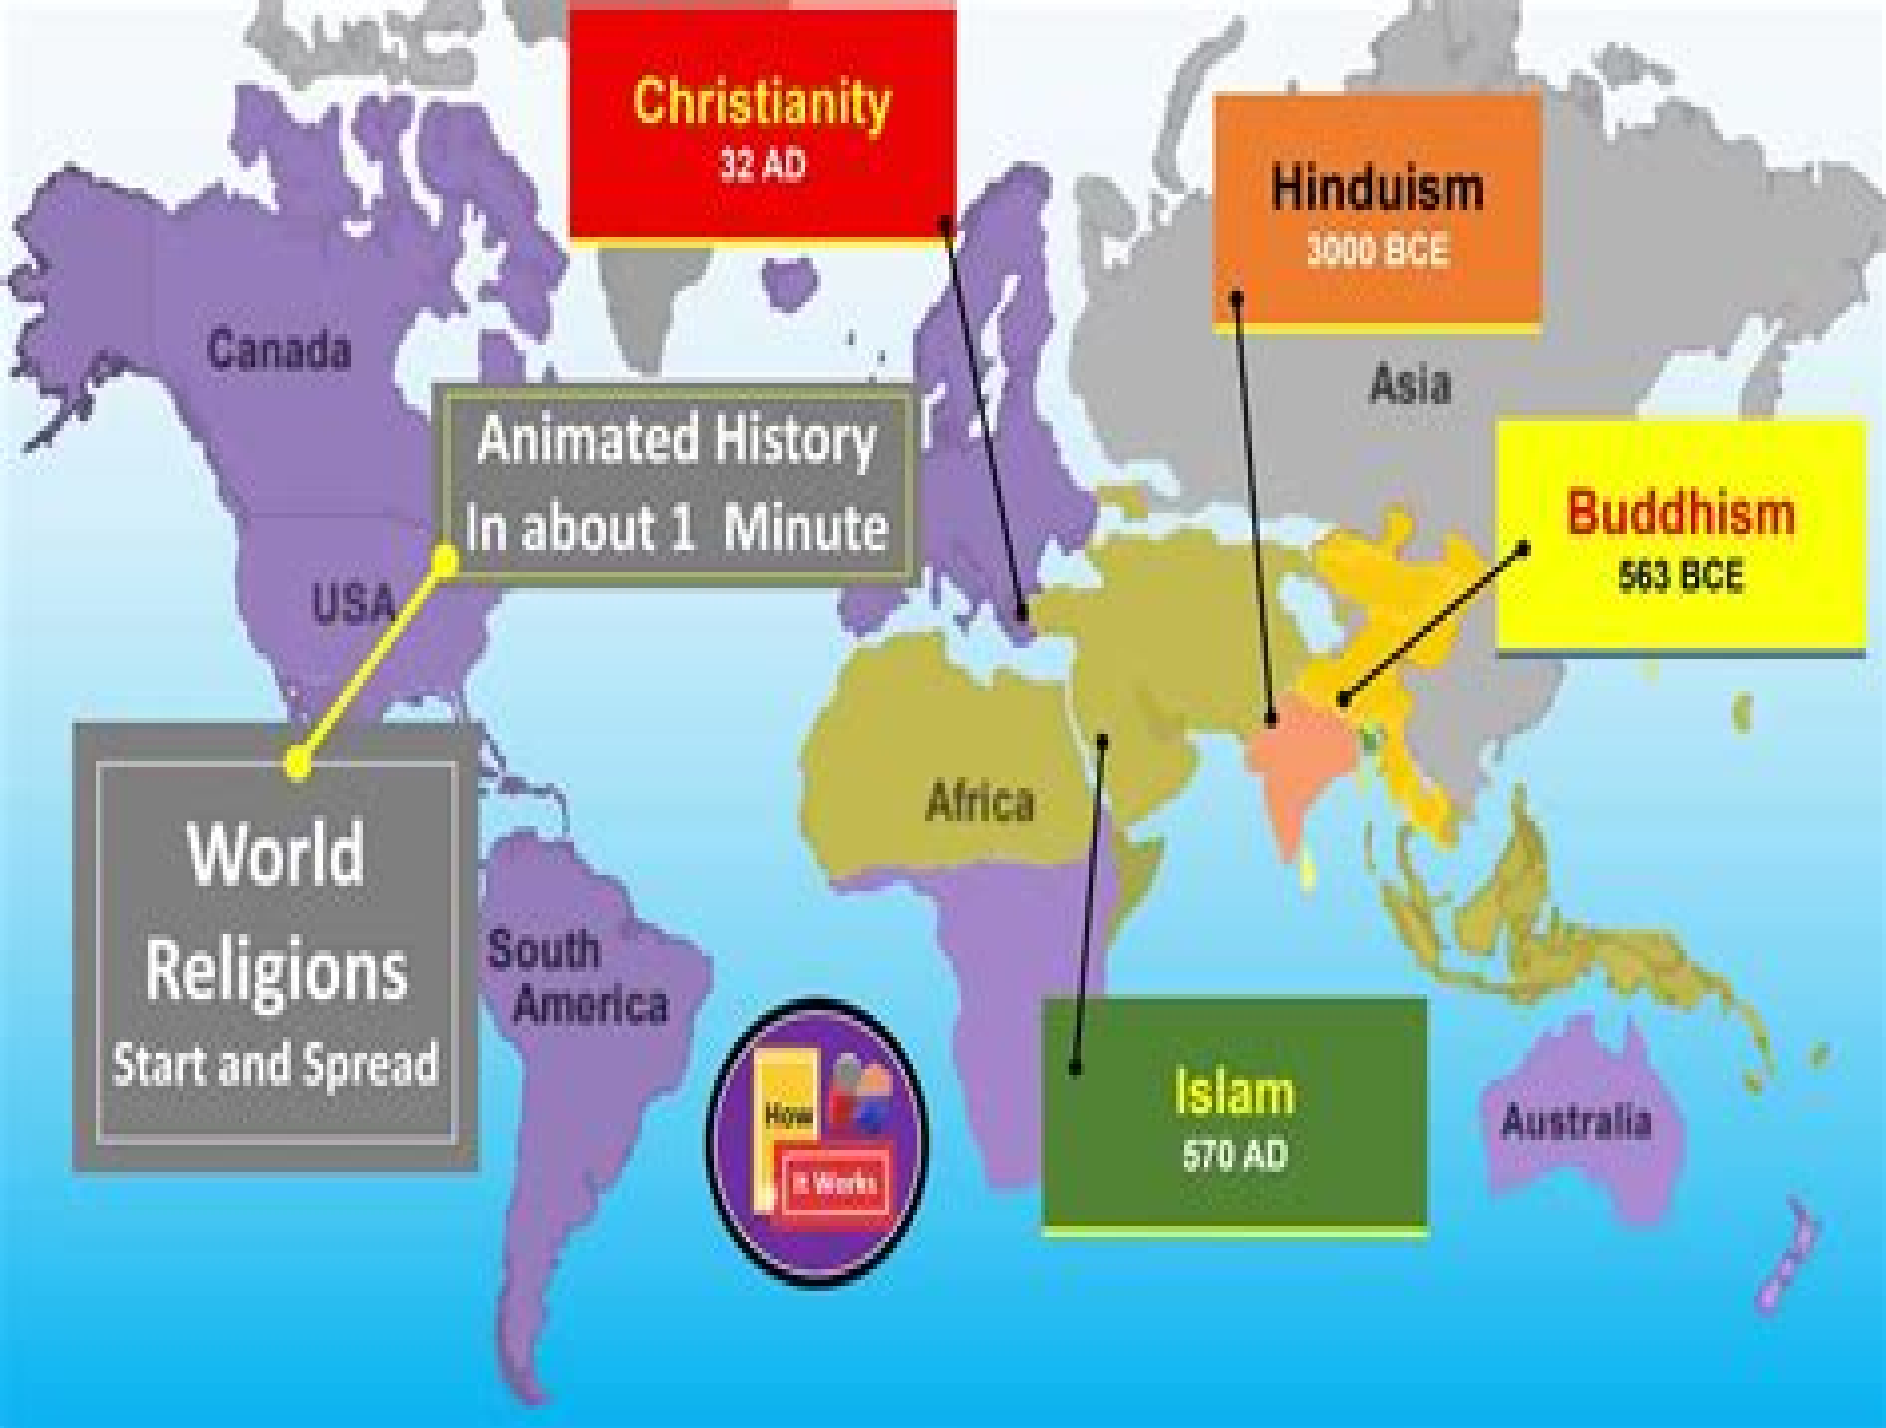 Christianity
32 AD
Hinduism
3000 BCE
Canada
Asia
Animated History
In about 1 Minute
Buddhism
563 BCE
USA
Africa
World
Religions
Start and Spread
South
America
How
It Works
Islam
570 AD
Australia